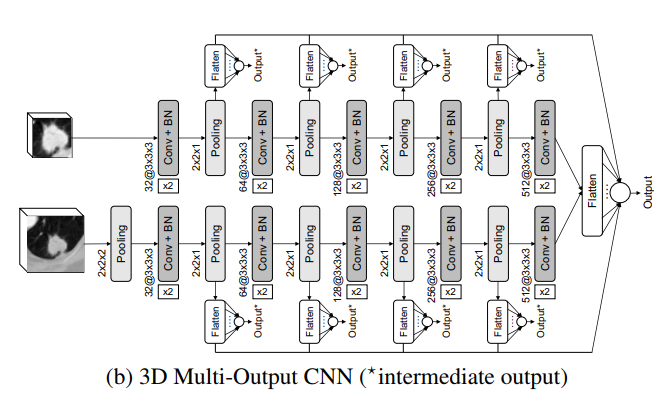 Flatten
Output*
Flatten
Output*
Flatten
Output*
Flatten
Output*
32@3x3x3
Conv + BN
x2
2x2x1
Pooling
64@3x3x3
Conv + BN
x2
2x2x1
Pooling
128@3x3x3
Conv + BN
x2
2x2x1
Pooling
256@3x3x3
Conv + BN
x2
2x2x1
Pooling
512@3x3x3
Conv + BN
x2
Flatten
Output
2x2x2
Pooling
32@3x3x3
Conv + BN
x2
2x2x1
Pooling
64@3x3x3
Conv + BN
x2
2x2x1
Pooling
128@3x3x3
Conv + BN
x2
2x2x1
Pooling
256@3x3x3
Conv + BN
x2
2x2x1
Pooling
512@3x3x3
Conv + BN
x2
Flatten
Output*
Flatten
Output*
Flatten
Output*
Flatten
Output*
(b) 3D Multi-Output CNN (*intermediate output)